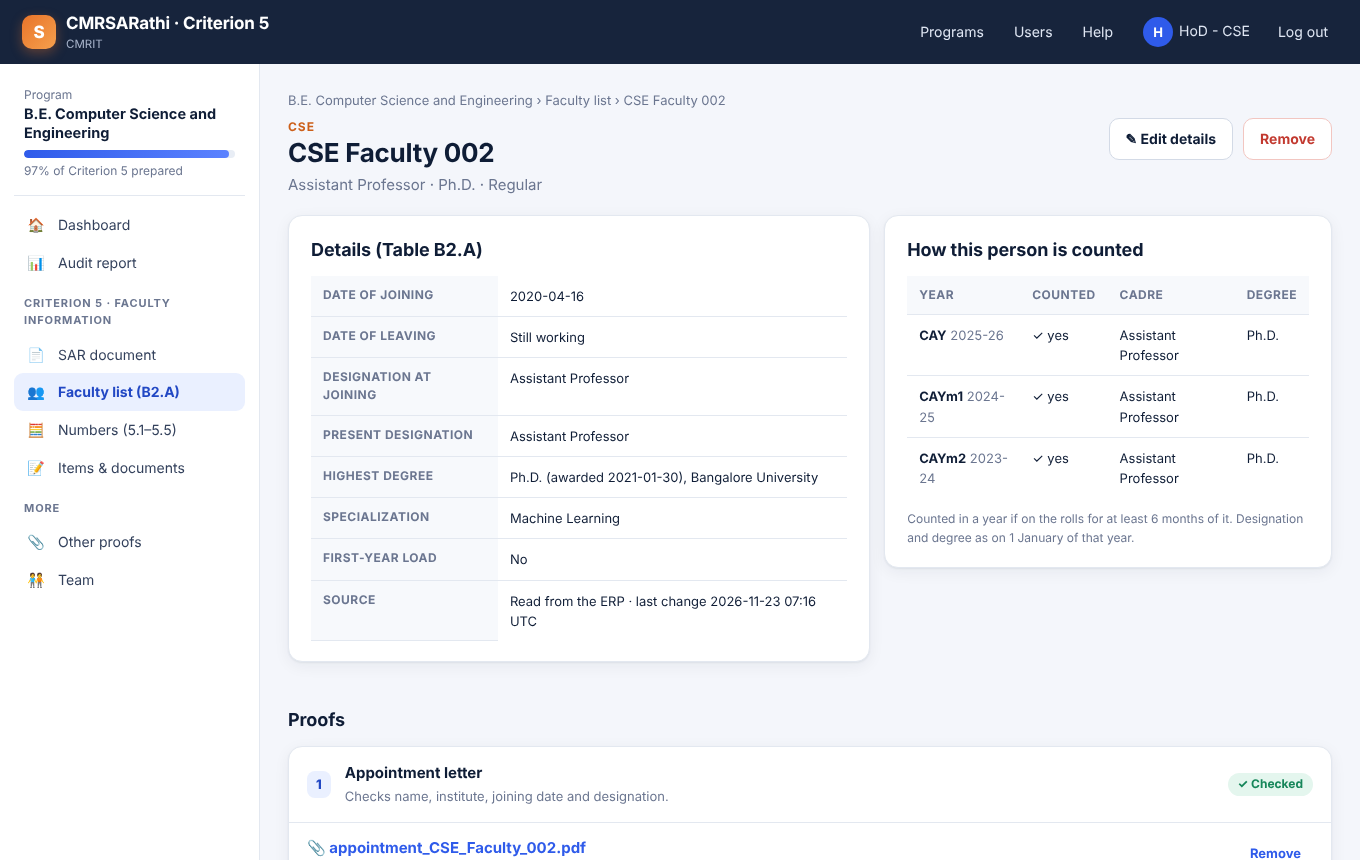 S
CMRSARathi · Criterion 5
CMRIT
Programs
Users
Help
H
HoD - CSE
Log out
Program
B.E. Computer Science and
Engineering
97% of Criterion 5 prepared
Dashboard
Audit report
CRITERION 5 · FACULTY
INFORMATION
SAR document
Faculty list (B2.A)
Numbers (5.1–5.5)
Items & documents
MORE
Other proofs
Team
B.E. Computer Science and Engineering › Faculty list › CSE Faculty 002
CSE
CSE Faculty 002
Assistant Professor · Ph.D. · Regular
✎ Edit details
Remove
Details (Table B2.A)
DATE OF JOINING 2020-04-16
DATE OF LEAVING Still working
DESIGNATION AT Assistant Professor
JOINING
PRESENT DESIGNATION Assistant Professor
HIGHEST DEGREE Ph.D. (awarded 2021-01-30), Bangalore University
SPECIALIZATION Machine Learning
FIRST-YEAR LOAD No
SOURCE Read from the ERP · last change 2026-11-23 07:16
UTC
How this person is counted
YEAR COUNTED CADRE DEGREE
CAY 2025-26 ✓ yes Assistant Ph.D.
Professor
CAYm1 2024- ✓ yes Assistant Ph.D.
25 Professor
CAYm2 2023- ✓ yes Assistant Ph.D.
24 Professor
Counted in a year if on the rolls for at least 6 months of it. Designation
and degree as on 1 January of that year.
Proofs
1
Appointment letter
Checks name, institute, joining date and designation.
✓ Checked
appointment_CSE_Faculty_002.pdf
Remove